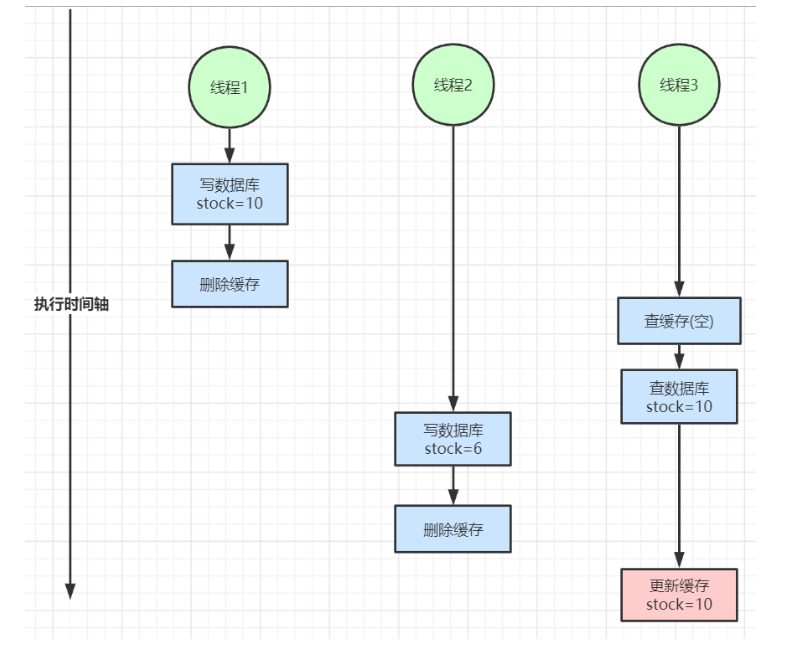 线程1
线程2
线程3
写数据库
stock=10
删除缓存
执行时间轴
查缓存(空)
查数据库
stock=10
写数据库
stock=6
删除缓存
更新缓存
stock=10